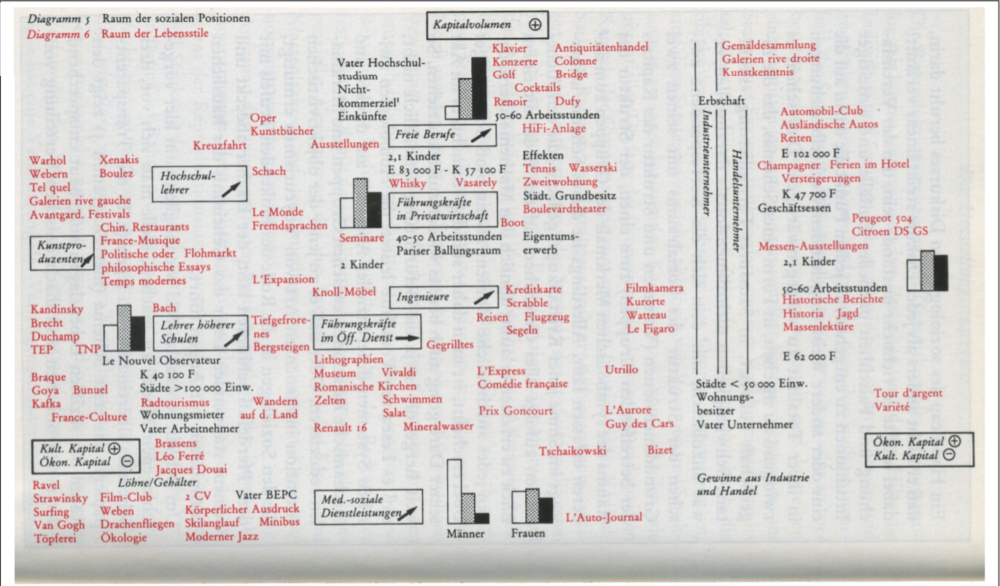 Diagramm 5 Raum der sozialen Positionen
Diagramm 6 Raum der Lebensstile
Kapitalvolumen ⊕
Vater Hochschul-
studium
Nicht-
kommerziel¹
Einkünfte
Klavier Antiquitätenhandel
Konzerte Colonne
Golf Bridge
Cocktails
Renoir Dufy
50-60 Arbeitsstunden
HiFi-Anlage
Gemäldesammlung
Galerien rive droite
Kunstkenntnis
Erbschaft
Industrieunternehmer
Handelsunternehmer
Automobil-Club
Ausländische Autos
Reiten
E 102 000 F
Champagner Ferien im Hotel
Versteigerungen
K 47 700 F
Geschäftsessen
Peugeot 504
Citroen DS GS
Messen-Ausstellungen
2,1 Kinder
50-60 Arbeitsstunden
Historische Berichte
Historia Jagd
Massenlektüre
E 62 000 F
Oper
Kunstbücher
Kreuzfahrt
Ausstellungen
Freie Berufe
2,1 Kinder
E 83 000 F - K 57 100 F
Whisky Vasarely
Effekten
Tennis Wasserski
Zweitwohnung
Städt. Grundbesitz
Boulevardtheater
Führungskräfte
in Privatwirtschaft
Boot
Warhol Xenakis
Webern Boulez
Tel quel
Galerien rive gauche
Avantgard. Festivals
Hochschul-
lehrer
Schach
Le Monde
Fremdsprachen
Seminare
40-50 Arbeitsstunden
Pariser Ballungsraum
Eigentums-
erwerb
2 Kinder
Chin. Restaurants
France-Musique
Politische oder Flohmarkt
philosophische Essays
Temps modernes
Kunstpro-
duzenten
L'Expansion
Knoll-Möbel
Ingenieure
Kreditkarte
Scrabble
Reisen Flugzeug
Segeln
Filmkamera
Kurorte
Watteau
Le Figaro
Kandinsky
Brecht
Duchamp
TEP TNP
Bach
Lehrer höherer
Schulen
Tiefgefrore-
nes
Bergsteigen
Führungskräfte
im Öff. Dienst
Gegrilltes
Le Nouvel Observateur
K 40 100 F
Städte > 100 000 Einw.
Braque
Goya Bunuel
Kafka
France-Culture
Radtourismus
Wohnungsmieter
Vater Arbeitnehmer
Wandern
auf d. Land
Lithographien
Museum Vivaldi
Romanische Kirchen
Zelten Schwimmen
Salat
Renault 16 Mineralwasser
L'Express
Comédie française
Prix Goncourt
Utrillo
L'Aurore
Guy des Cars
Städte < 50 000 Einw.
Wohnungs-
besitzer
Vater Unternehmer
Tour d'argent
Variété
Kult. Kapital ⊕
Ökon. Kapital ⊖
Brassens
Léo Ferré
Jacques Douai
Tschaikowski Bizet
Ökon. Kapital ⊕
Kult. Kapital ⊖
Löhne/Gehälter
Gewinne aus Industrie
und Handel
Ravel
Strawinsky Film-Club
Surfing Weben
Van Gogh Drachenfliegen
Töpferei Ökologie
2 CV Vater BEPC
Körperlicher Ausdruck
Skilanglauf Minibus
Moderner Jazz
Med.-soziale
Dienstleistungen
Männer Frauen
L'Auto-Journal